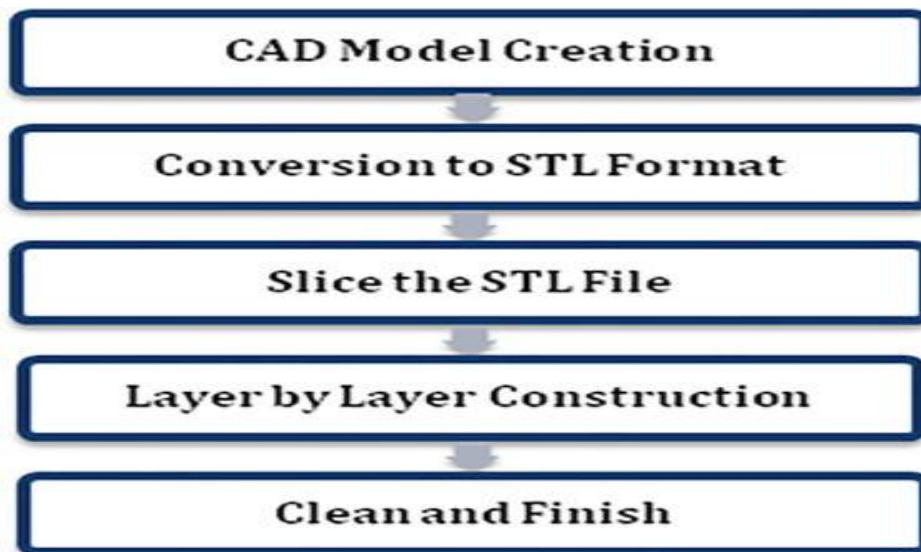 CAD Model Creation
Conversion to STL Format
Slice the STL File
Layer by Layer Construction
Clean and Finish